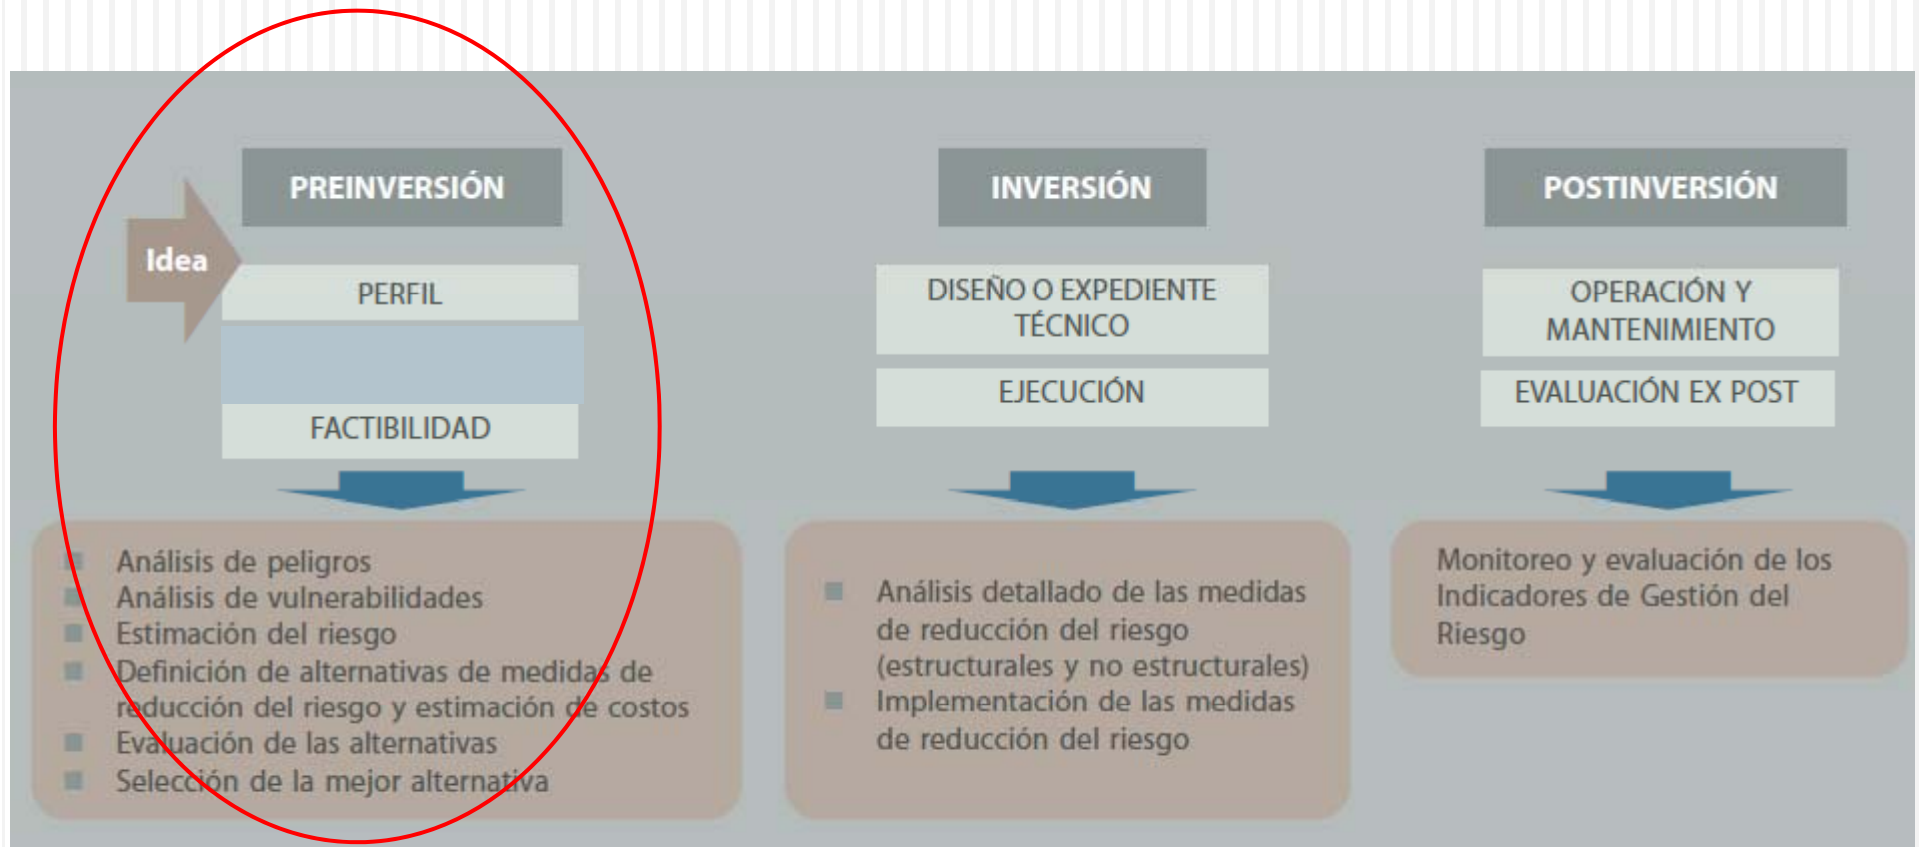 PREINVERSIÓN
Idea
PERFIL
FACTIBILIDAD
Análisis de peligros
Análisis de vulnerabilidades
Estimación del riesgo
Definición de alternativas de medidas de
reducción del riesgo y estimación de costos
Evaluación de las alternativas
Selección de la mejor alternativa
INVERSIÓN
DISEÑO O EXPEDIENTE
TÉCNICO
EJECUCIÓN
Análisis detallado de las medidas
de reducción del riesgo
(estructurales y no estructurales)
Implementación de las medidas
de reducción del riesgo
POSTINVERSIÓN
OPERACIÓN Y
MANTENIMIENTO
EVALUACIÓN EX POST
Monitoreo y evaluación de los
Indicadores de Gestión del
Riesgo